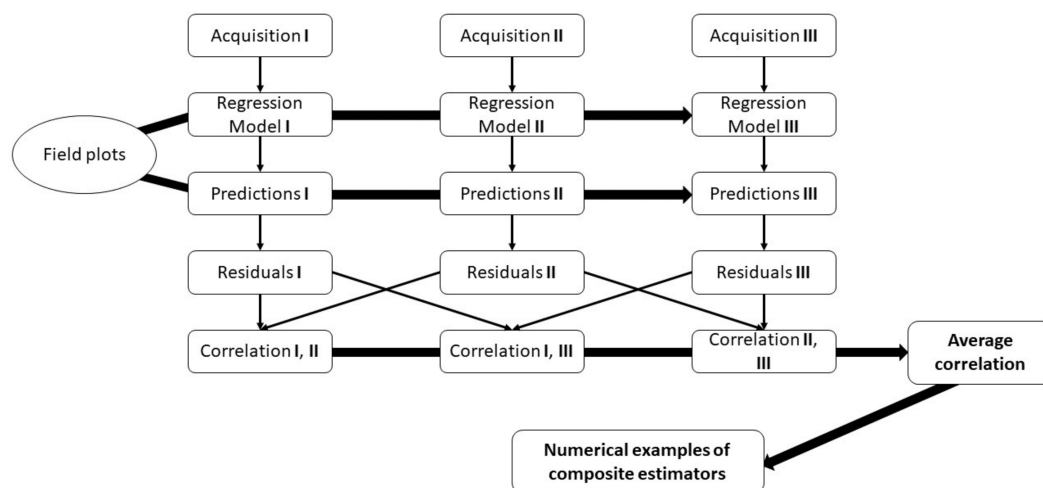 Acquisition I
Acquisition II
Acquisition III
Regression
Model I
Regression
Model II
Regression
Model III
Field plots
Predictions I
Predictions II
Predictions III
Residuals I
Residuals II
Residuals III
Correlation I, II
Correlation I, III
Correlation II,
III
Average
correlation
Numerical examples of
composite estimators